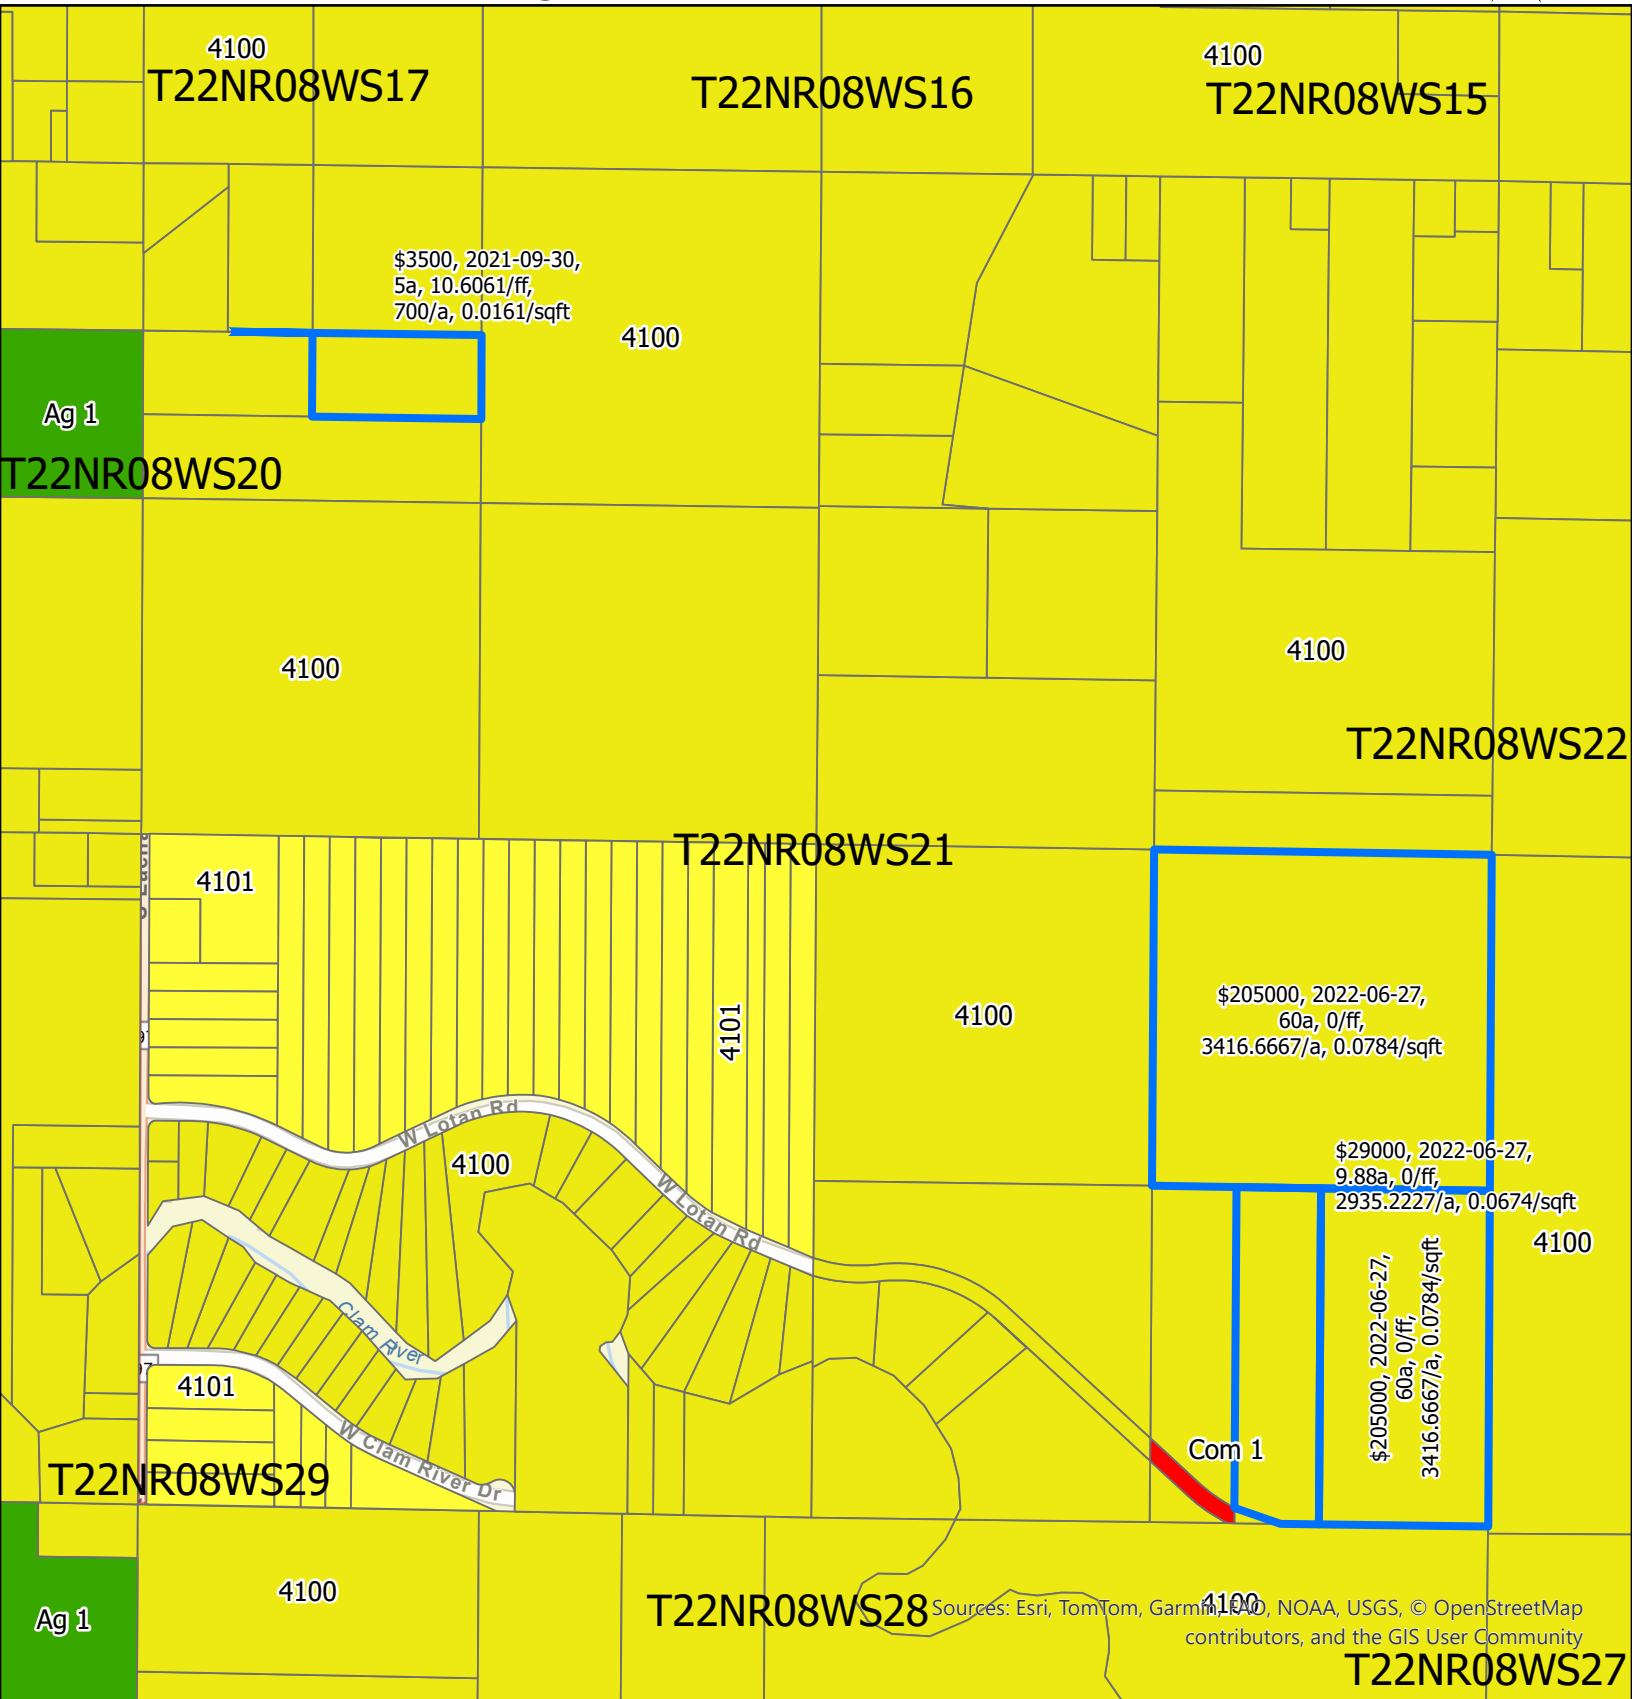 4100
4100
T22NR08WS17
T22NR08WS16
T22NR08WS15
$3500, 2021-09-30,
5a, 10.6061/ff,
700/a, 0.0161/sqft
4100
Ag 1
T22NR08WS20
4100
4100
T22NR08WS22
T22NR08WS21
4101
4101
4100
$205000, 2022-06-27,
60a, 0/ff,
3416.6667/a, 0.0784/sqft
W Lotan Rd
4100
$29000, 2022-06-27,
9.88a, 0/ff,
2935.2227/a, 0.0674/sqft
W Lotan Rd
4100
$205000, 2022-06-27,
60a, 0/ff,
3416.6667/a, 0.0784/sqft
Clam River
4101
Com 1
W Clam River Dr
T22NR08WS29
4100
Ag 1
T22NR08WS28
4100
Sources: Esri, TomTom, Garmin, FAO, NOAA, USGS, © OpenStreetMap
contributors, and the GIS User Community
T22NR08WS27